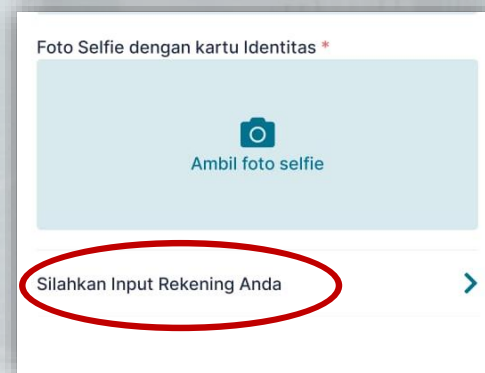 Foto Selfie dengan kartu Identitas *
Ambil foto selfie
Silahkan Input Rekening Anda